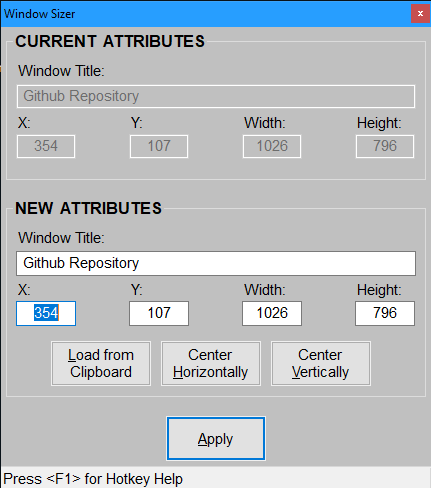 Window Sizer x
CURRENT ATTRIBUTES
Window Title:
Github Repository
X: Y: Width: Height:
354 107 1026 796
NEW ATTRIBUTES
Window Title:
Github Repository
X: Y: Width: Height:
354 107 1026 796
Load from Center Center
Clipboard Horizontally Vertically
Apply
Press <F1> for Hotkey Help